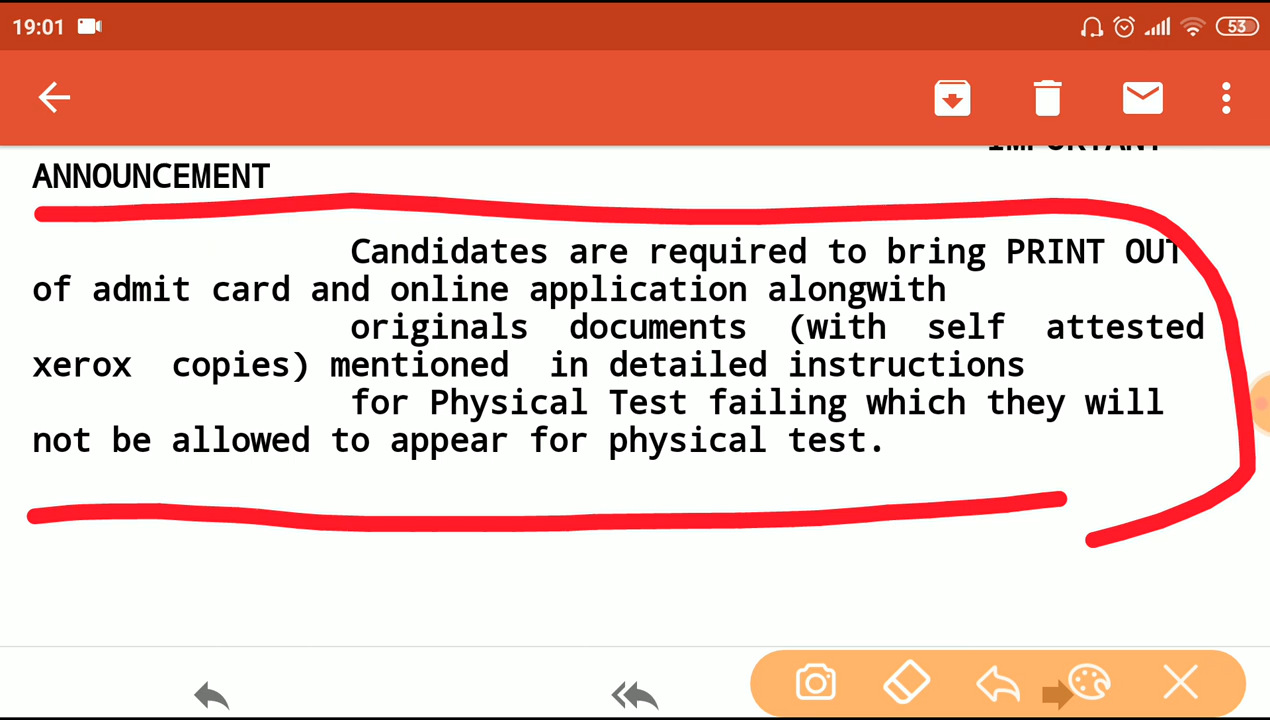 19:01
53
IMPORTANT
ANNOUNCEMENT
Candidates are required to bring PRINT OUT
of admit card and online application alongwith
originals documents (with self attested
xerox copies) mentioned in detailed instructions
for Physical Test failing which they will
not be allowed to appear for physical test.